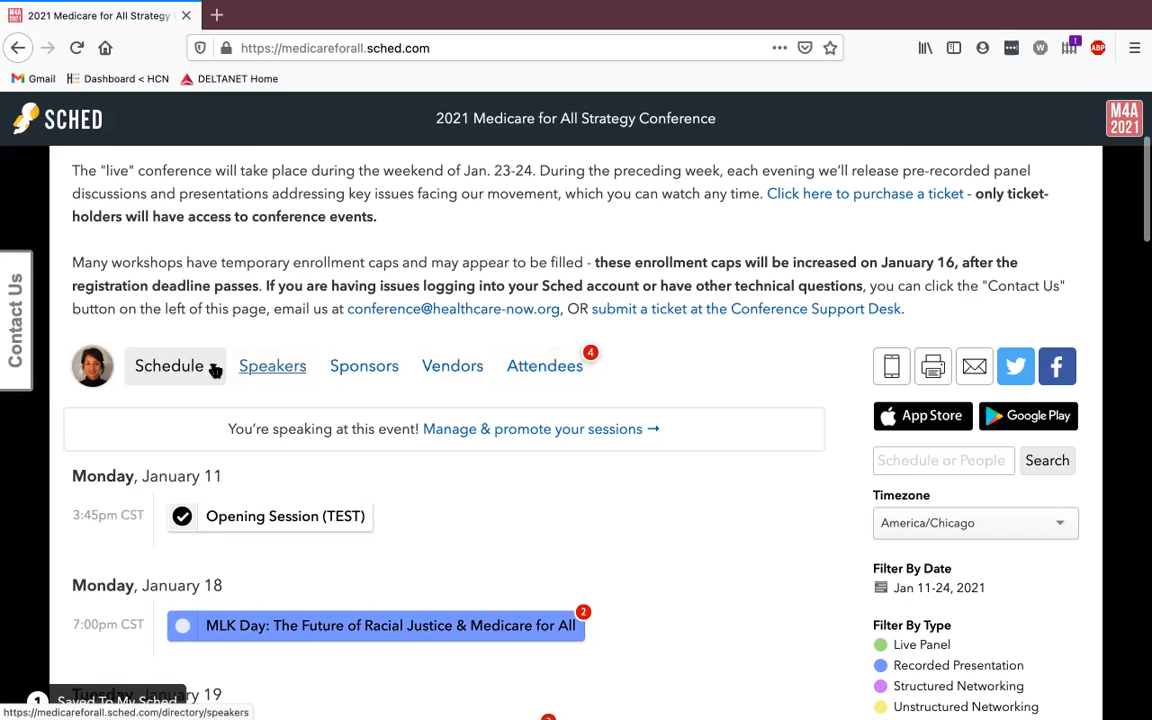 2021 Medicare for All Strategy
https://medicareforall.sched.com
Gmail
Dashboard < HCN
DELTANET Home
W
!
ABP
SCHED
2021 Medicare for All Strategy Conference
M4A
2021
The "live" conference will take place during the weekend of Jan. 23-24. During the preceding week, each evening we'll release pre-recorded panel
discussions and presentations addressing key issues facing our movement, which you can watch any time. Click here to purchase a ticket - only ticket-
holders will have access to conference events.
Many workshops have temporary enrollment caps and may appear to be filled - these enrollment caps will be increased on January 16, after the
registration deadline passes. If you are having issues logging into your Sched account or have other technical questions, you can click the "Contact Us"
button on the left of this page, email us at conference@healthcare-now.org, OR submit a ticket at the Conference Support Desk.
Contact Us
Schedule
Speakers
Sponsors
Vendors
Attendees
4
App Store
Google Play
You're speaking at this event! Manage & promote your sessions →
Schedule or People
Search
Monday, January 11
3:45pm CST
Opening Session (TEST)
Timezone
America/Chicago
Filter By Date
Jan 11-24, 2021
Monday, January 18
7:00pm CST
MLK Day: The Future of Racial Justice & Medicare for All
2
Filter By Type
Live Panel
Recorded Presentation
Structured Networking
Unstructured Networking
Tuesday, January 19
1
Saved To My Sched
https://medicareforall.sched.com/directory/speakers